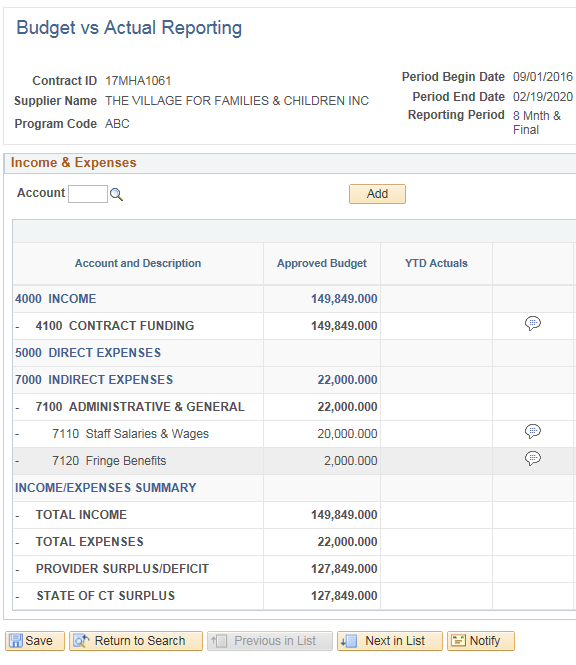 Budget vs Actual Reporting
Contract ID 17MHA1061
Supplier Name THE VILLAGE FOR FAMILIES & CHILDREN INC
Program Code ABC
Period Begin Date 09/01/2016
Period End Date 02/19/2020
Reporting Period 8 Mnth &
Final
Income & Expenses
Account
Add
Account and Description Approved Budget YTD Actuals
4000 INCOME 149,849.000
- 4100 CONTRACT FUNDING 149,849.000
5000 DIRECT EXPENSES
7000 INDIRECT EXPENSES 22,000.000
- 7100 ADMINISTRATIVE & GENERAL 22,000.000
- 7110 Staff Salaries & Wages 20,000.000
- 7120 Fringe Benefits 2,000.000
INCOME/EXPENSES SUMMARY
- TOTAL INCOME 149,849.000
- TOTAL EXPENSES 22,000.000
- PROVIDER SURPLUS/DEFICIT 127,849.000
- STATE OF CT SURPLUS 127,849.000
Save Return to Search Previous in List Next in List Notify